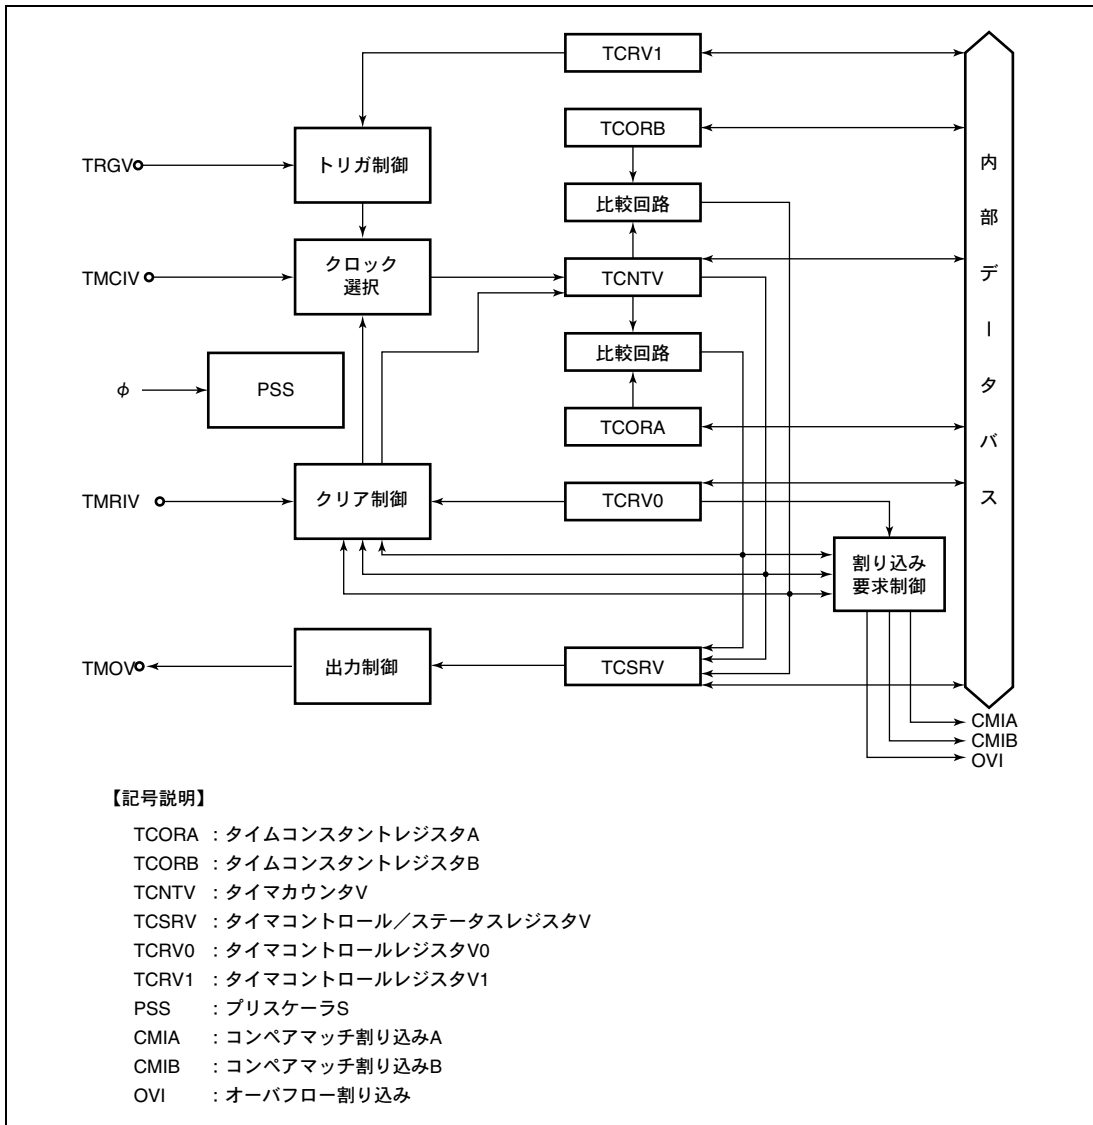 TCRV1
TCORB
TRGV
トリガ制御
比較回路
クロック
選択
TMCIV
TCNTV
比較回路
φ
PSS
TCORA
TMRIV
クリア制御
TCRV0
割り込み
要求制御
TMOV
出力制御
TCSRV
内部データバス
CMIA
CMIB
OVI
【記号説明】
TCORA :タイムコンスタントレジスタA
TCORB :タイムコンスタントレジスタB
TCNTV :タイマカウンタV
TCSRV :タイマコントロール/ステータスレジスタV
TCRV0 :タイマコントロールレジスタV0
TCRV1 :タイマコントロールレジスタV1
PSS :プリスケーラS
CMIA :コンペアマッチ割り込みA
CMIB :コンペアマッチ割り込みB
OVI :オーバフロー割り込み